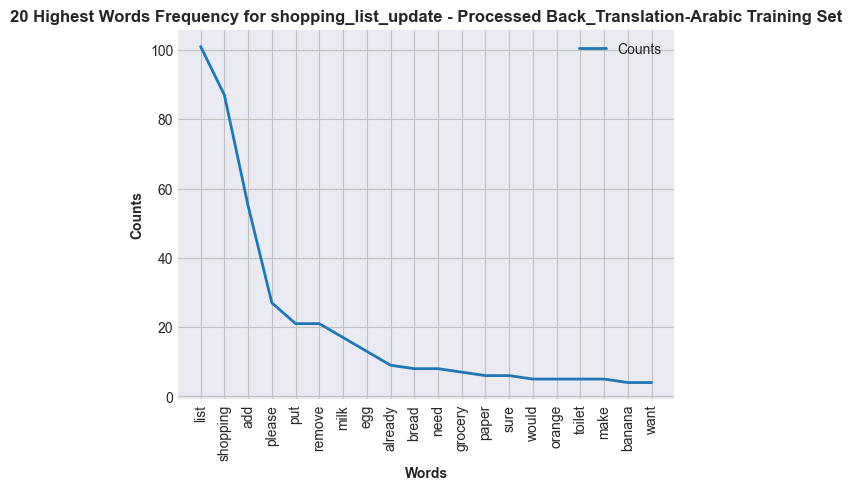 20 Highest Words Frequency for shopping_list_update - Processed Back_Translation-Arabic Training Set
Counts
100
80
60
40
20
0
Counts
list
shopping
add
please
put
remove
milk
egg
already
bread
need
grocery
paper
sure
would
orange
toilet
make
banana
want
Words